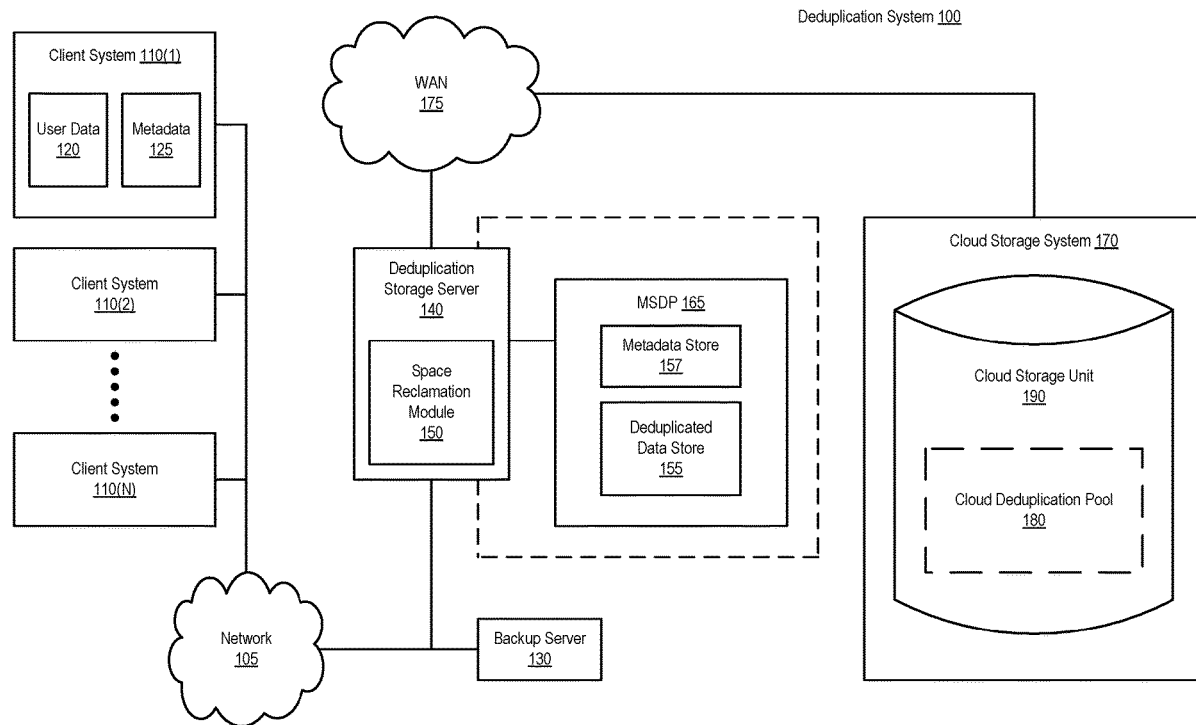 Deduplication System 100
Client System 110(1)
User Data
120
Metadata
125
Client System
110(2)
Client System
110(N)
Network
105
WAN
175
Deduplication
Storage Server
140
Space
Reclamation
Module
150
MSDP 165
Metadata Store
157
Deduplicated
Data Store
155
Backup Server
130
Cloud Storage System 170
Cloud Storage Unit
190
Cloud Deduplication Pool
180